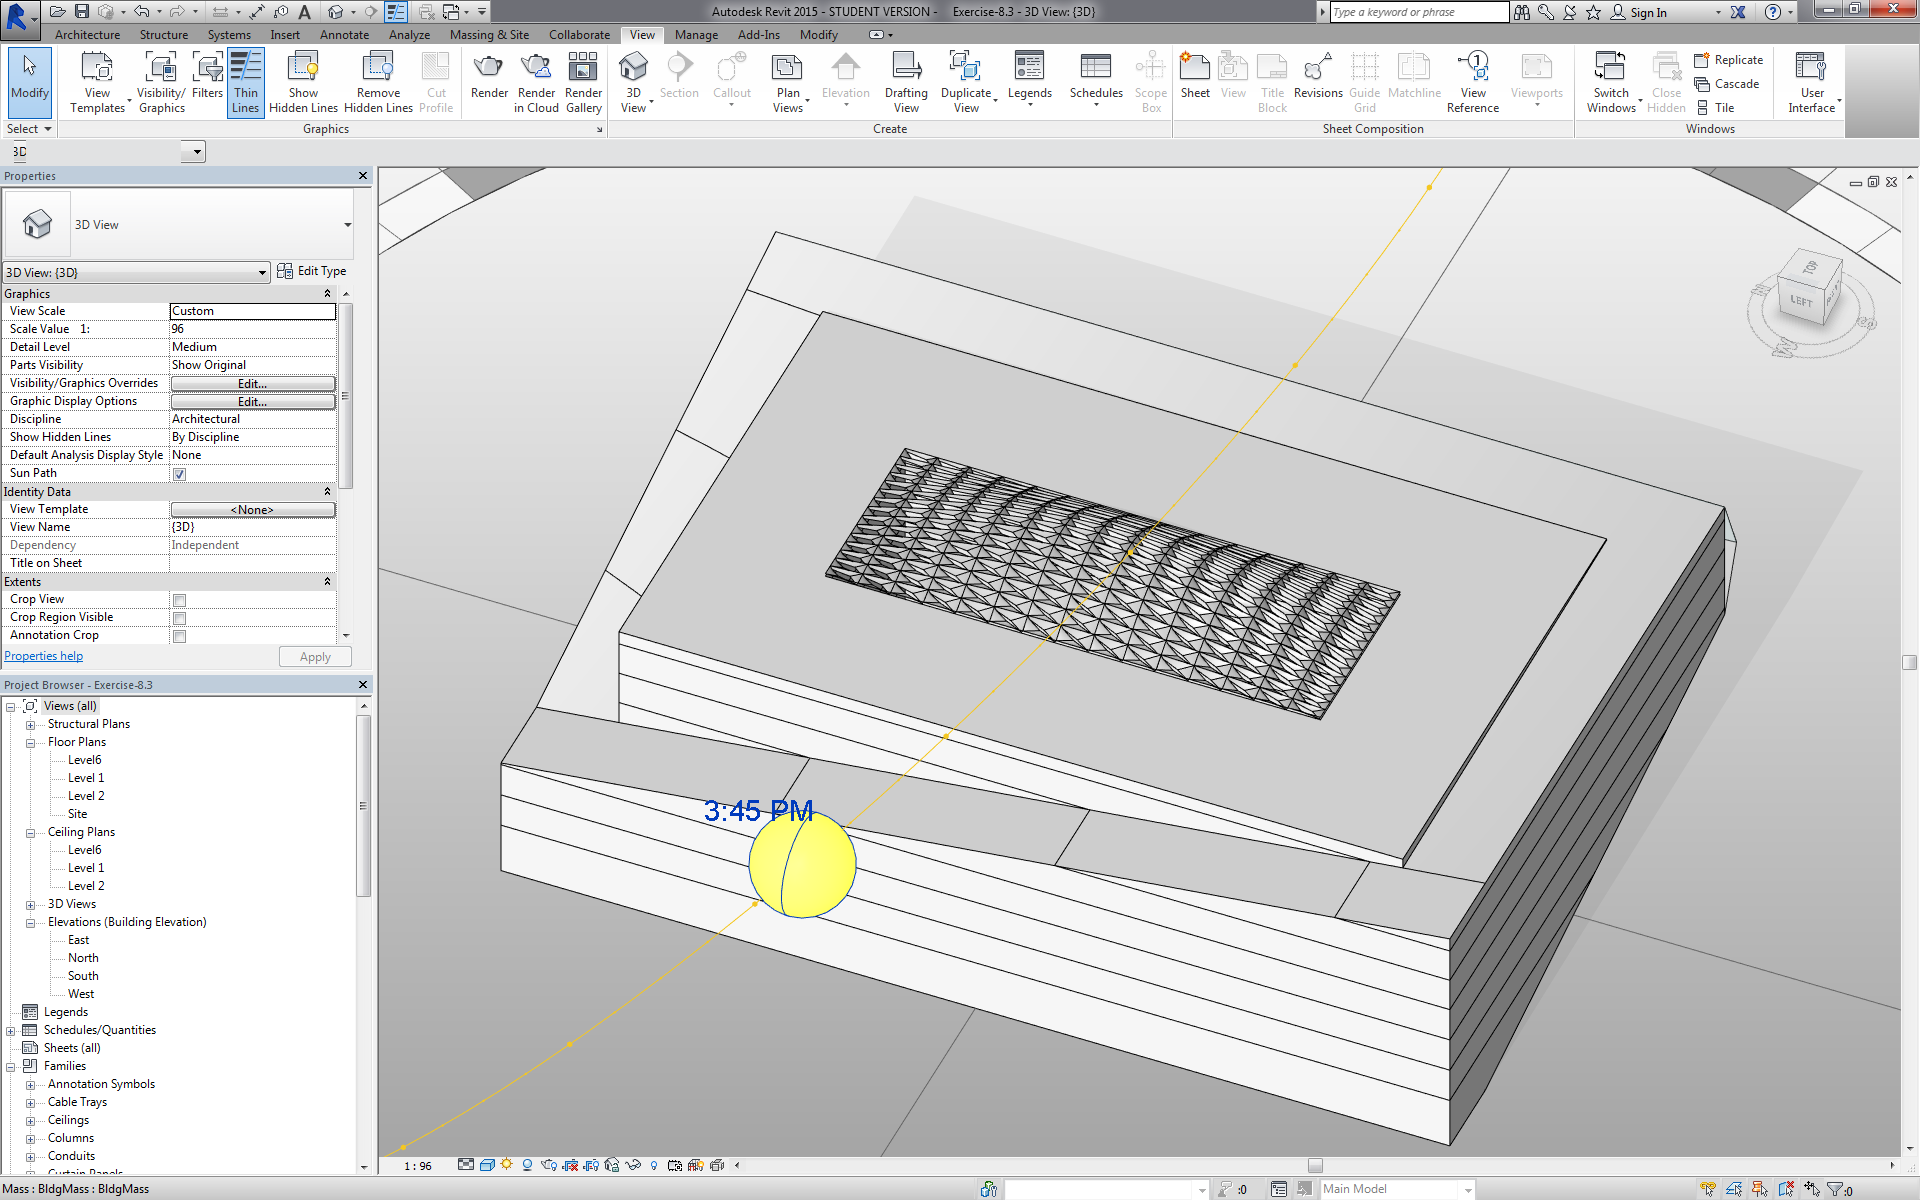 Autodesk Revit 2015 - STUDENT VERSION - Exercise-8.3 - 3D View: {3D}
Type a keyword or phrase
Sign In
Architecture Structure Systems Insert Annotate Analyze Massing & Site Collaborate View Manage Add-Ins Modify
Modify
View Templates
Visibility/ Graphics
Filters
Thin Lines
Show Hidden Lines
Remove Hidden Lines
Cut Profile
Render
Render in Cloud
Render Gallery
3D View
Section
Callout
Plan Views
Elevation
Drafting View
Duplicate View
Legends
Schedules
Scope Box
Sheet
View
Title Block
Revisions
Guide Grid
Matchline
View Reference
Viewports
Switch Windows
Close Hidden
Replicate
Cascade
Tile
User Interface
Select
Graphics
Create
Sheet Composition
Windows
3D
Properties
3D View
3D View: {3D}
Edit Type
Graphics
View Scale Custom
Scale Value 1: 96
Detail Level Medium
Parts Visibility Show Original
Visibility/Graphics Overrides Edit...
Graphic Display Options Edit...
Discipline Architectural
Show Hidden Lines By Discipline
Default Analysis Display Style None
Sun Path
Identity Data
View Template <None>
View Name {3D}
Dependency Independent
Title on Sheet
Extents
Crop View
Crop Region Visible
Annotation Crop
Properties help
Apply
Project Browser - Exercise-8.3
Views (all)
Structural Plans
Floor Plans
Level6
Level 1
Level 2
Site
Ceiling Plans
Level6
Level 1
Level 2
3D Views
Elevations (Building Elevation)
East
North
South
West
Legends
Schedules/Quantities
Sheets (all)
Families
Annotation Symbols
Cable Trays
Ceilings
Columns
Conduits
Curtain Panels
TOP
LEFT
W
3:45 PM
1 : 96
Mass : BldgMass : BldgMass
:0
Main Model
:0